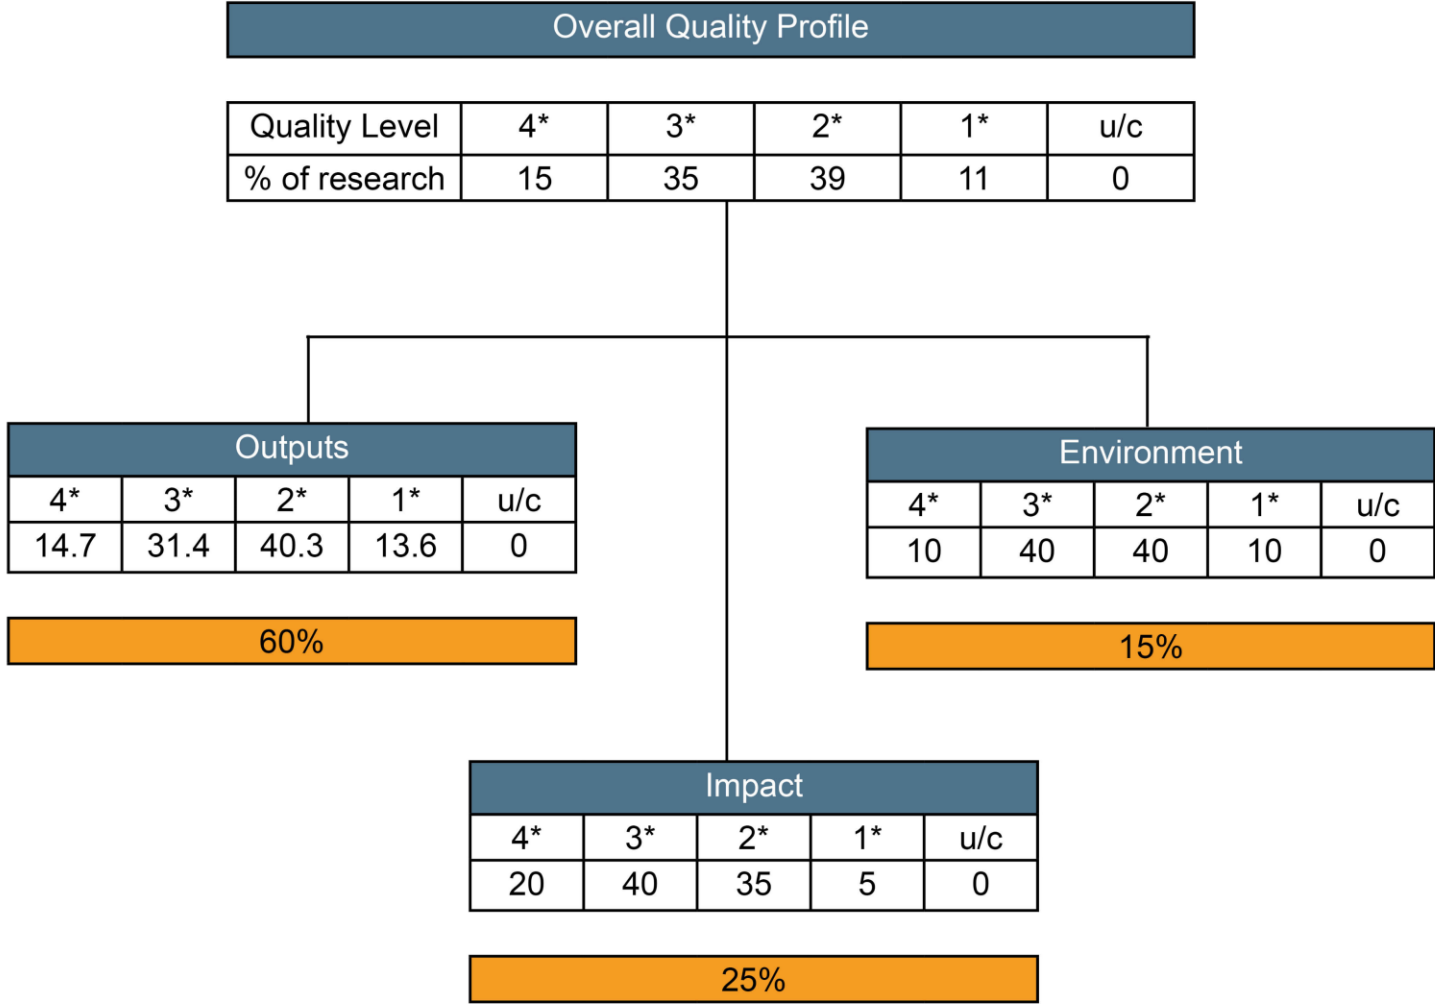 Overall Quality Profile
Quality Level 4* 3* 2* 1* u/c
% of research 15 35 39 11 0
Outputs
4* 3* 2* 1* u/c
14.7 31.4 40.3 13.6 0
60%
Environment
4* 3* 2* 1* u/c
10 40 40 10 0
15%
Impact
4* 3* 2* 1* u/c
20 40 35 5 0
25%